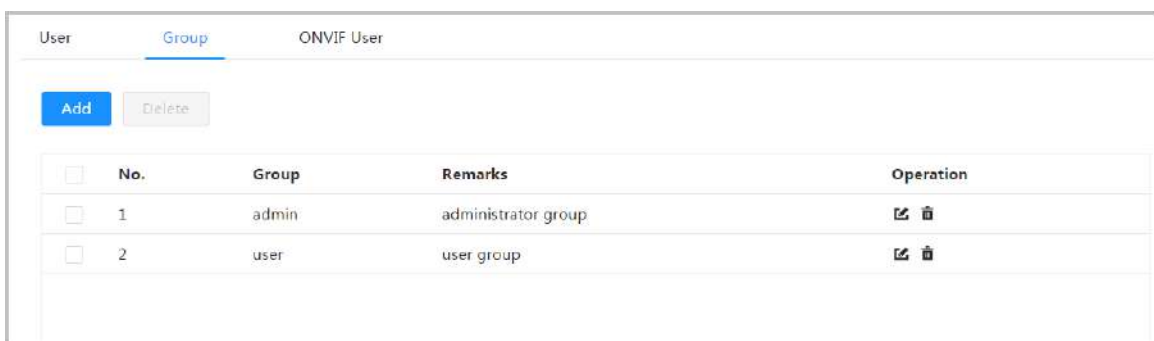 User Group ONVIF User
Add Delete
No. Group Remarks Operation
1 admin administrator group
2 user user group